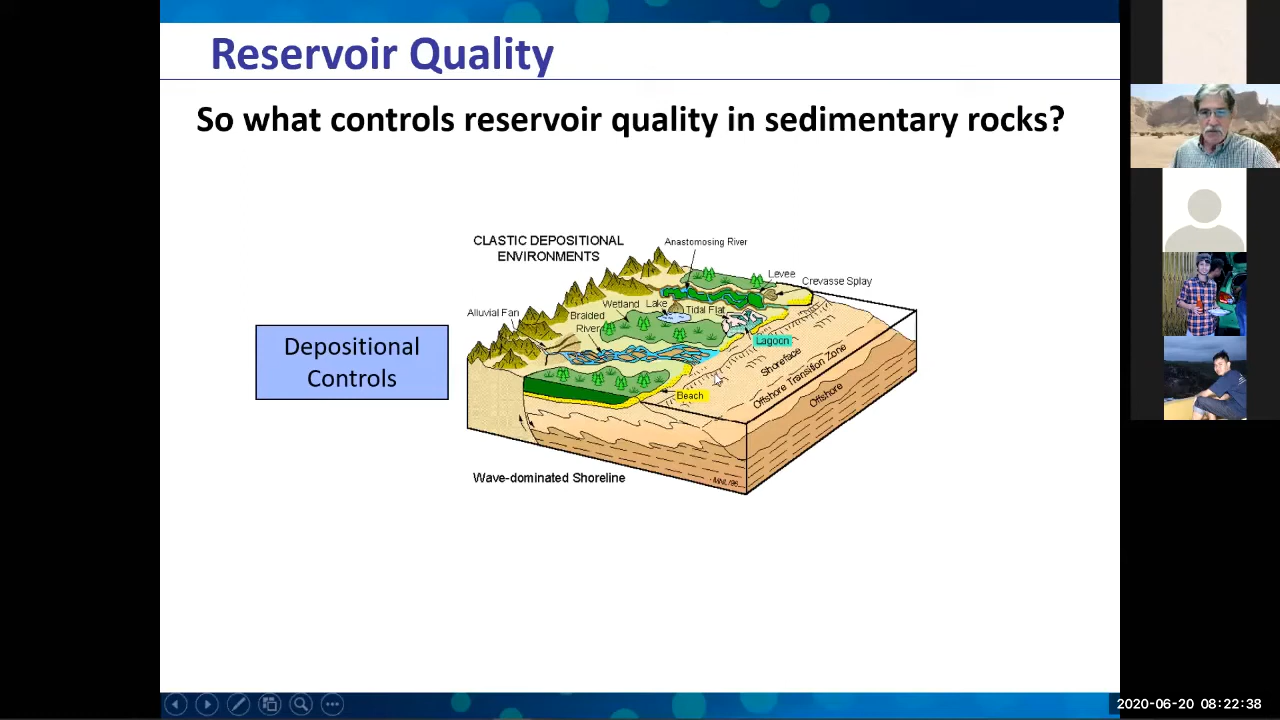 Reservoir Quality
So what controls reservoir quality in sedimentary rocks?
CLASTIC DEPOSITIONAL
ENVIRONMENTS
Anastomosing River
Levee
Crevasse Splay
Wetland
Lake
Tidal Flat
Alluvial Fan
Braided
River
Lagoon
Shoreface
Offshore Transition Zone
Offshore
Beach
Depositional
Controls
Wave-dominated Shoreline
2020-06-20 08:22:38